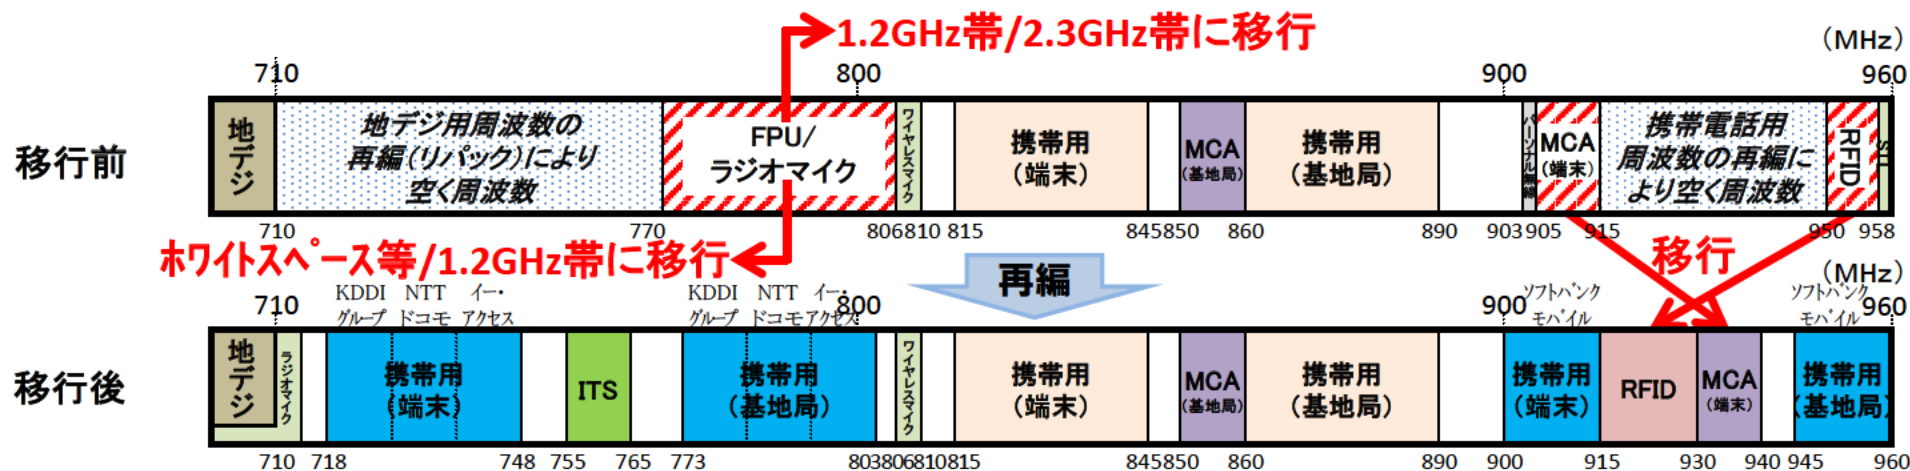 1.2GHz帯/2.3GHz帯に移行
(MHz)
710 800 900 960
移行前
地デジ
地デジ用周波数の
再編(リパック)により
空く周波数
FPU/
ラジオマイク
ワイヤレスマイク
携帯用
(端末)
MCA
(基地局)
携帯用
(基地局)
パーソナル無線
MCA
(端末)
携帯電話用
周波数の再編に
より空く周波数
RFID
STL
710 770 806 810 815 845 850 860 890 903 905 915 950 958
ホワイトスペース等/1.2GHz帯に移行
再編
移行
(MHz)
710 800 900 960
KDDI
グループ
NTT
ドコモ
イー・
アクセス
KDDI
グループ
NTT
ドコモ
イー・
アクセス
ソフトバンク
モバイル
ソフトバンク
モバイル
移行後
地デジ
ラジオマイク
携帯用
(端末)
ITS
携帯用
(基地局)
ワイヤレスマイク
携帯用
(端末)
MCA
(基地局)
携帯用
(基地局)
携帯用
(端末)
RFID
MCA
(端末)
携帯用
(基地局)
710 718 748 755 765 773 803 806 810 815 845 850 860 890 900 915 930 940 945 960